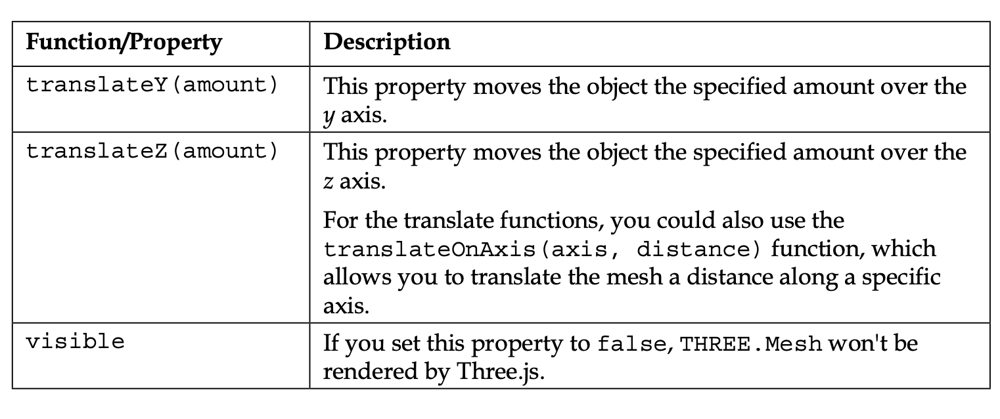 Function/Property Description
translateY(amount) This property moves the object the specified amount over the
y axis.
translateZ(amount) This property moves the object the specified amount over the
z axis.
For the translate functions, you could also use the
translateOnAxis(axis, distance) function, which
allows you to translate the mesh a distance along a specific
axis.
visible If you set this property to false, THREE.Mesh won't be
rendered by Three.js.